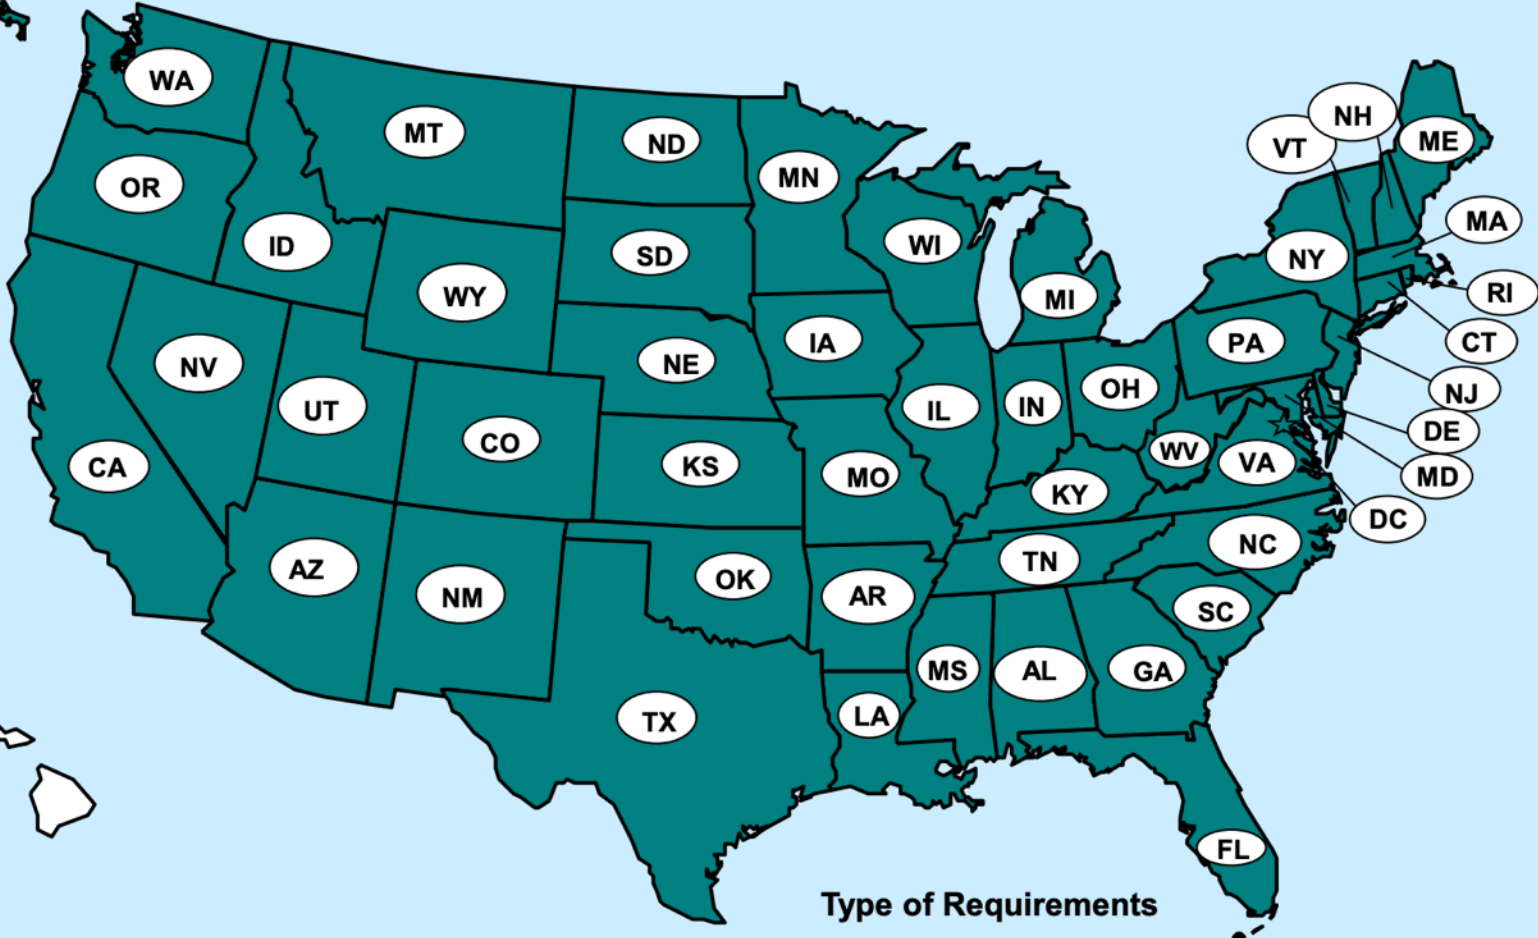 WA
MT
ND
MN
VT
NH
ME
OR
ID
WY
SD
WI
MI
NY
MA
RI
CT
NJ
DE
MD
DC
NV
UT
CO
NE
IA
IL
IN
OH
PA
CA
KS
MO
KY
WV
VA
AZ
NM
OK
AR
TN
NC
SC
MS
AL
GA
TX
LA
FL
Type of Requirements